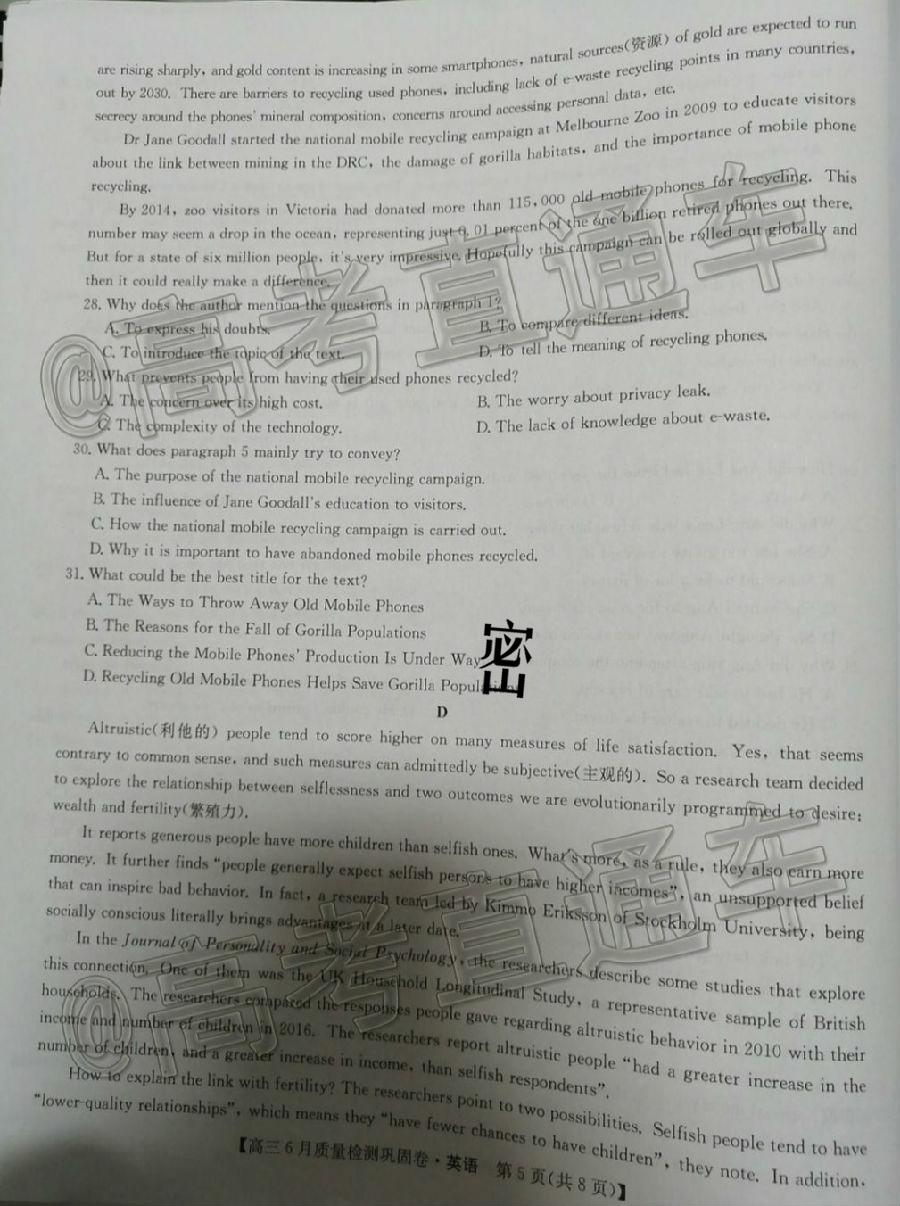 are rising sharply, and gold content is increasing in some smartphones, natural sources(资源) of gold are expected to run
out by 2030. There are barriers to recycling used phones, including lack of e-waste recycling points in many countries,
secrecy around the phones' mineral composition, concerns around accessing personal data, etc.
Dr Jane Goodall started the national mobile recycling campaign at Melbourne Zoo in 2009 to educate visitors
about the link between mining in the DRC, the damage of gorilla habitats, and the importance of mobile phone
recycling.
By 2014, zoo visitors in Victoria had donated more than 115,000 old mobile phones for recycling. This
number may seem a drop in the ocean, representing just 0.01 percent of the one billion retired phones out there.
But for a state of six million people, it's very impressive. Hopefully this campaign can be rolled out globally and
then it could really make a difference.
28. Why does the author mention the questions in paragraph 1?
A. To express his doubts.
B. To compare different ideas.
C. To introduce the topic of the text.
D. To tell the meaning of recycling phones.
29. What prevents people from having their used phones recycled?
A. The concern over its high cost.
B. The worry about privacy leak.
C. The complexity of the technology.
D. The lack of knowledge about e-waste.
30. What does paragraph 5 mainly try to convey?
A. The purpose of the national mobile recycling campaign.
B. The influence of Jane Goodall's education to visitors.
C. How the national mobile recycling campaign is carried out.
D. Why it is important to have abandoned mobile phones recycled.
31. What could be the best title for the text?
A. The Ways to Throw Away Old Mobile Phones
B. The Reasons for the Fall of Gorilla Populations
C. Reducing the Mobile Phones' Production Is Under Way
D. Recycling Old Mobile Phones Helps Save Gorilla Populations
密
D
Altruistic(利他的) people tend to score higher on many measures of life satisfaction. Yes, that seems
contrary to common sense, and such measures can admittedly be subjective(主观的). So a research team decided
to explore the relationship between selflessness and two outcomes we are evolutionarily programmed to desire:
wealth and fertility(繁殖力).
It reports generous people have more children than selfish ones. What's more, as a rule, they also earn more
money. It further finds "people generally expect selfish persons to have higher incomes", an unsupported belief
that can inspire bad behavior. In fact, a research team led by Kimmo Eriksson of Stockholm University, being
socially conscious literally brings advantages at a later date.
In the Journal of Personality and Social Psychology, the researchers describe some studies that explore
this connection. One of them was the UK Household Longitudinal Study, a representative sample of British
households. The researchers compared the responses people gave regarding altruistic behavior in 2010 with their
income and number of children in 2016. The researchers report altruistic people "had a greater increase in the
number of children, and a greater increase in income, than selfish respondents".
How to explain the link with fertility? The researchers point to two possibilities. Selfish people tend to have
"lower-quality relationships", which means they "have fewer chances to have children", they note. In addition,
【高三6月质量检测巩固卷·英语 第5页(共8页)】
@高考直通车
@高考直通车